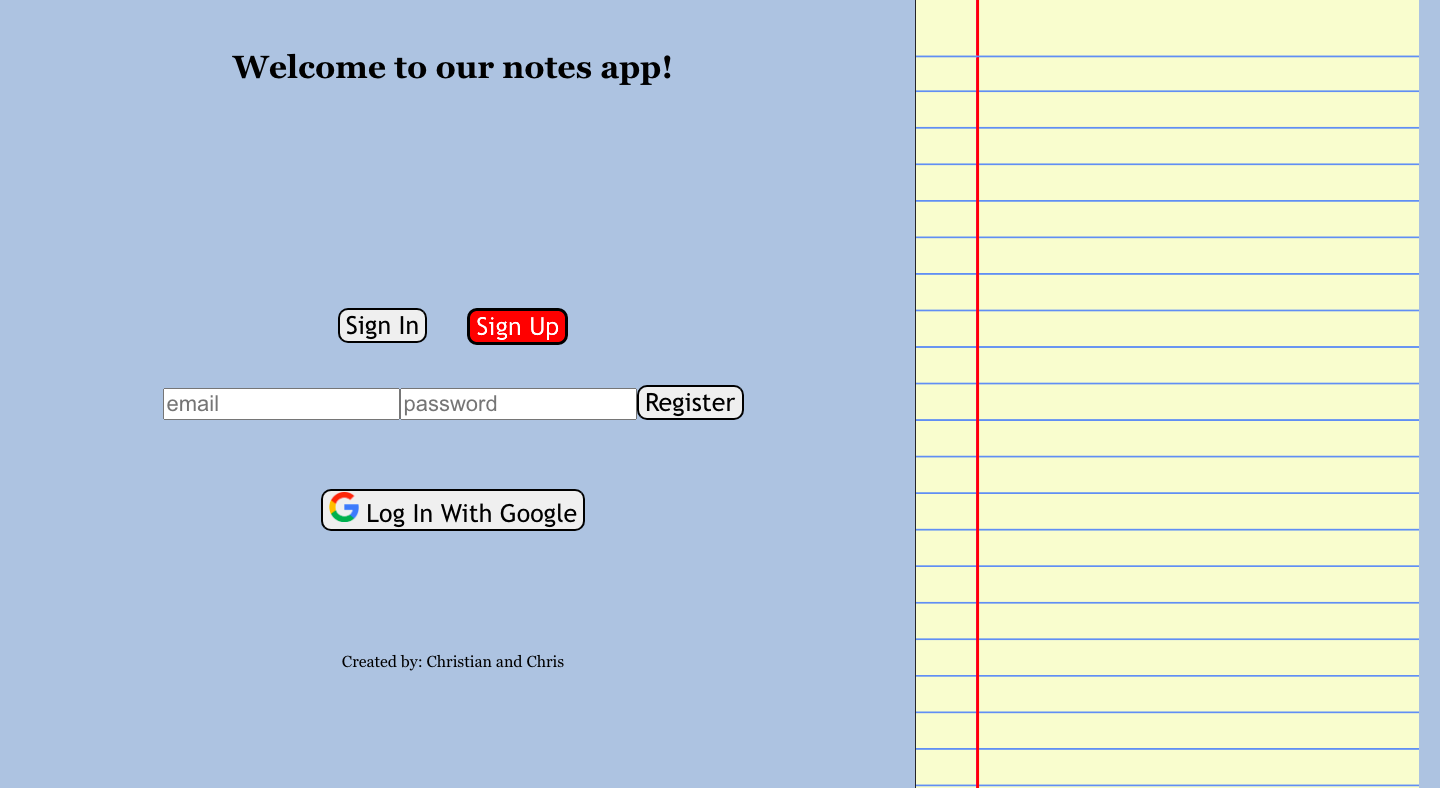 Welcome to our notes app!
Sign In Sign Up
email password Register
Log In With Google
Created by: Christian and Chris